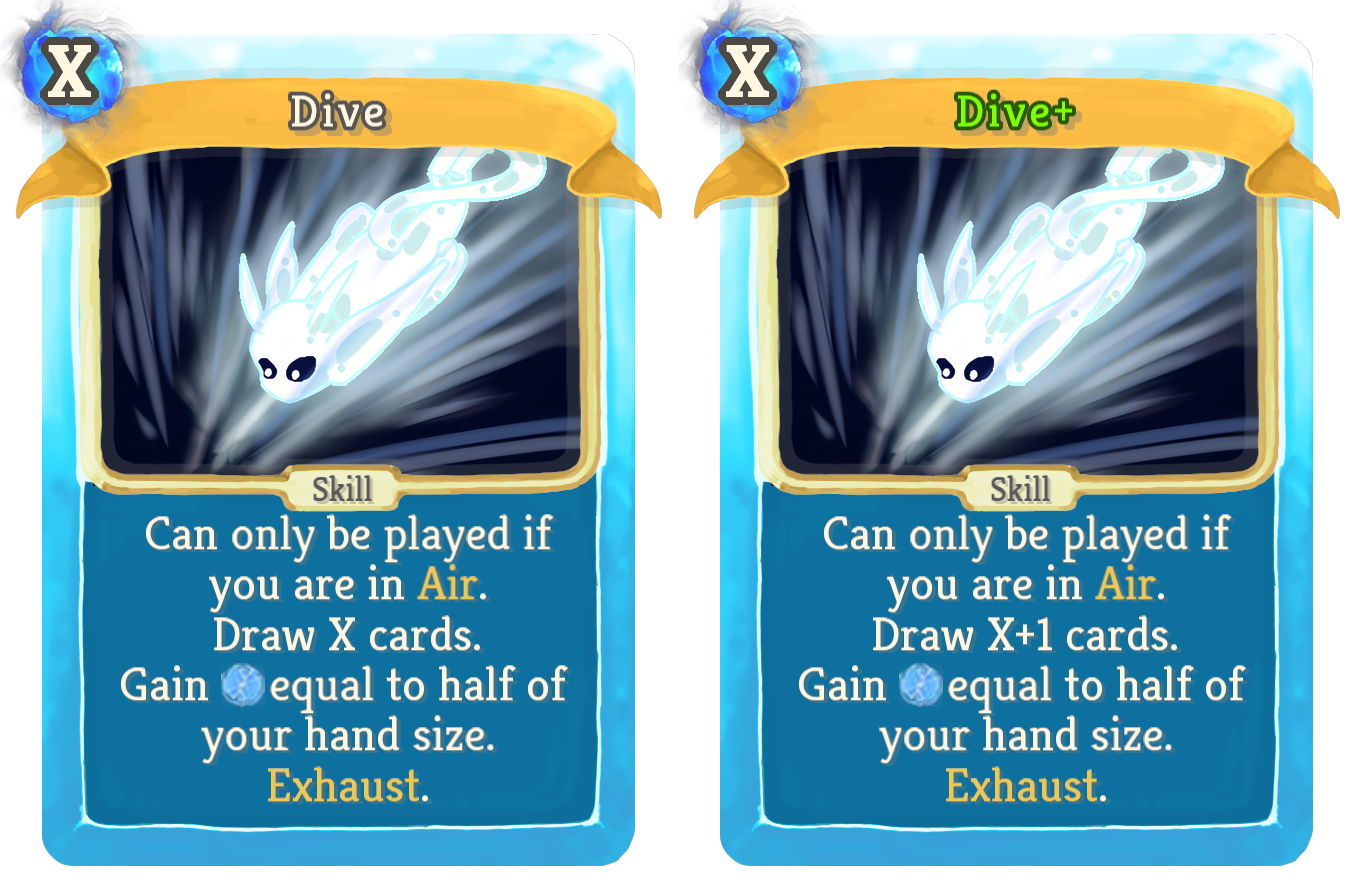 X
Dive
Skill
Can only be played if
you are in Air.
Draw X cards.
Gain equal to half of
your hand size.
Exhaust.
X
Dive+
Skill
Can only be played if
you are in Air.
Draw X+1 cards.
Gain equal to half of
your hand size.
Exhaust.